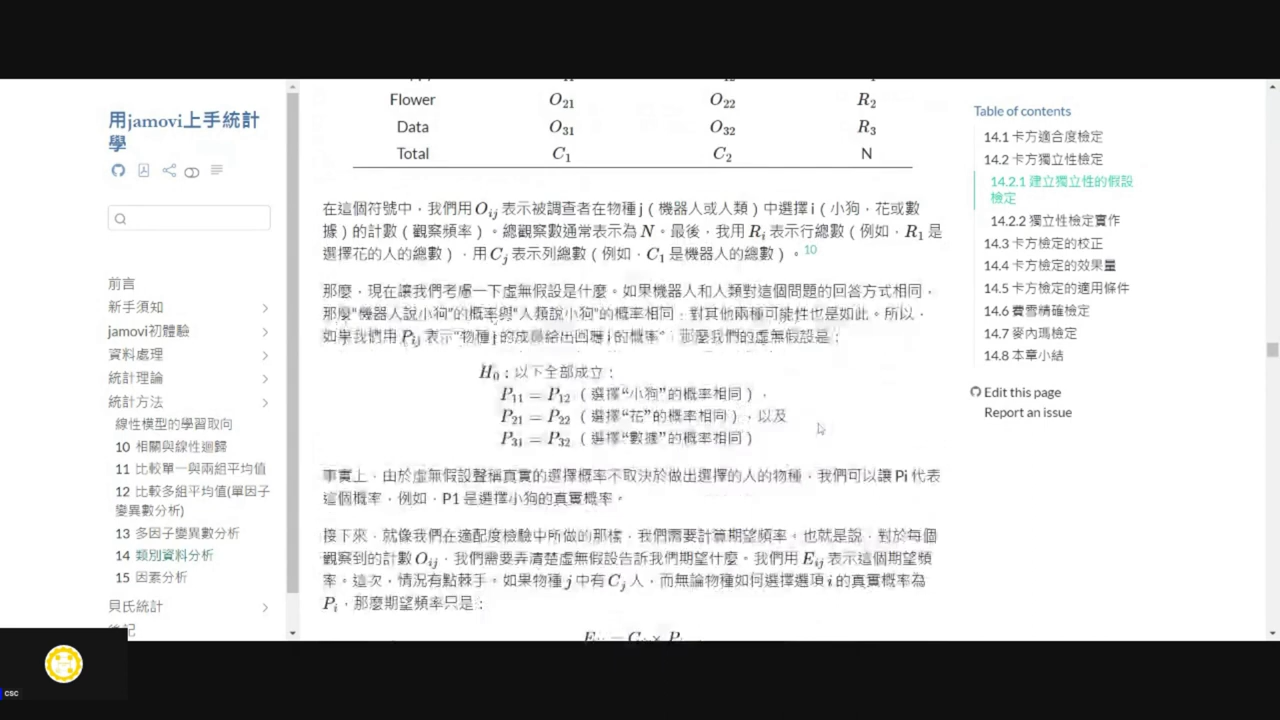 用jamovi上手統計
學
前言
新手須知
jamovi初體驗
資料處理
統計理論
統計方法
線性模型的學習取向
10 相關與線性迴歸
11 比較單一與兩組平均值
12 比較多組平均值(單因子
變異數分析)
13 多因子變異數分析
14 類別資料分析
15 因素分析
貝氏統計
Flower O₂₁ O₂₂ R₂
Data O₃₁ O₃₂ R₃
Total C₁ C₂ N
在這個符號中，我們用 Oᵢⱼ 表示被調查者在物種 j（機器人或人類）中選擇 i（小狗，花或數
據）的計數（觀察頻率）。總觀察數通常表示為 N。最後，我用 Rᵢ 表示行總數（例如，R₁ 是
選擇花的人的總數），用 Cⱼ 表示列總數（例如，C₁ 是機器人的總數）。10
那麼，現在讓我們考慮一下虛無假設是什麼。如果機器人和人類對這個問題的回答方式相同，
那麼"機器人說小狗"的概率與"人類說小狗"的概率相同，對其他兩種可能性也是如此。所以，
如果我們用 Pᵢⱼ 表示"物種 j 的成員給出回應 i 的概率"，那麼我們的虛無假設是：
H₀：以下全部成立：
P₁₁ = P₁₂（選擇“小狗”的概率相同），
P₂₁ = P₂₂（選擇“花”的概率相同），以及
P₃₁ = P₃₂（選擇“數據”的概率相同）
事實上，由於虛無假設聲稱真實的選擇概率不取決於做出選擇的人的物種，我們可以讓 Pi 代表
這個概率，例如，P1 是選擇小狗的真實概率。
接下來，就像我們在適配度檢驗中所做的那樣，我們需要計算期望頻率。也就是說，對於每個
觀察到的計數 Oᵢⱼ，我們需要弄清楚虛無假設告訴我們期望什麼。我們用 Eᵢⱼ 表示這個期望頻
率。這次，情況有點棘手。如果物種 j 中有 Cⱼ 人，而無論物種如何選擇選項 i 的真實概率為
Pᵢ，那麼期望頻率只是：
Table of contents
14.1 卡方適合度檢定
14.2 卡方獨立性檢定
14.2.1 建立獨立性的假設
檢定
14.2.2 獨立性檢定實作
14.3 卡方檢定的校正
14.4 卡方檢定的效果量
14.5 卡方檢定的適用條件
14.6 費雪精確檢定
14.7 麥內瑪檢定
14.8 本章小結
Edit this page
Report an issue
csc